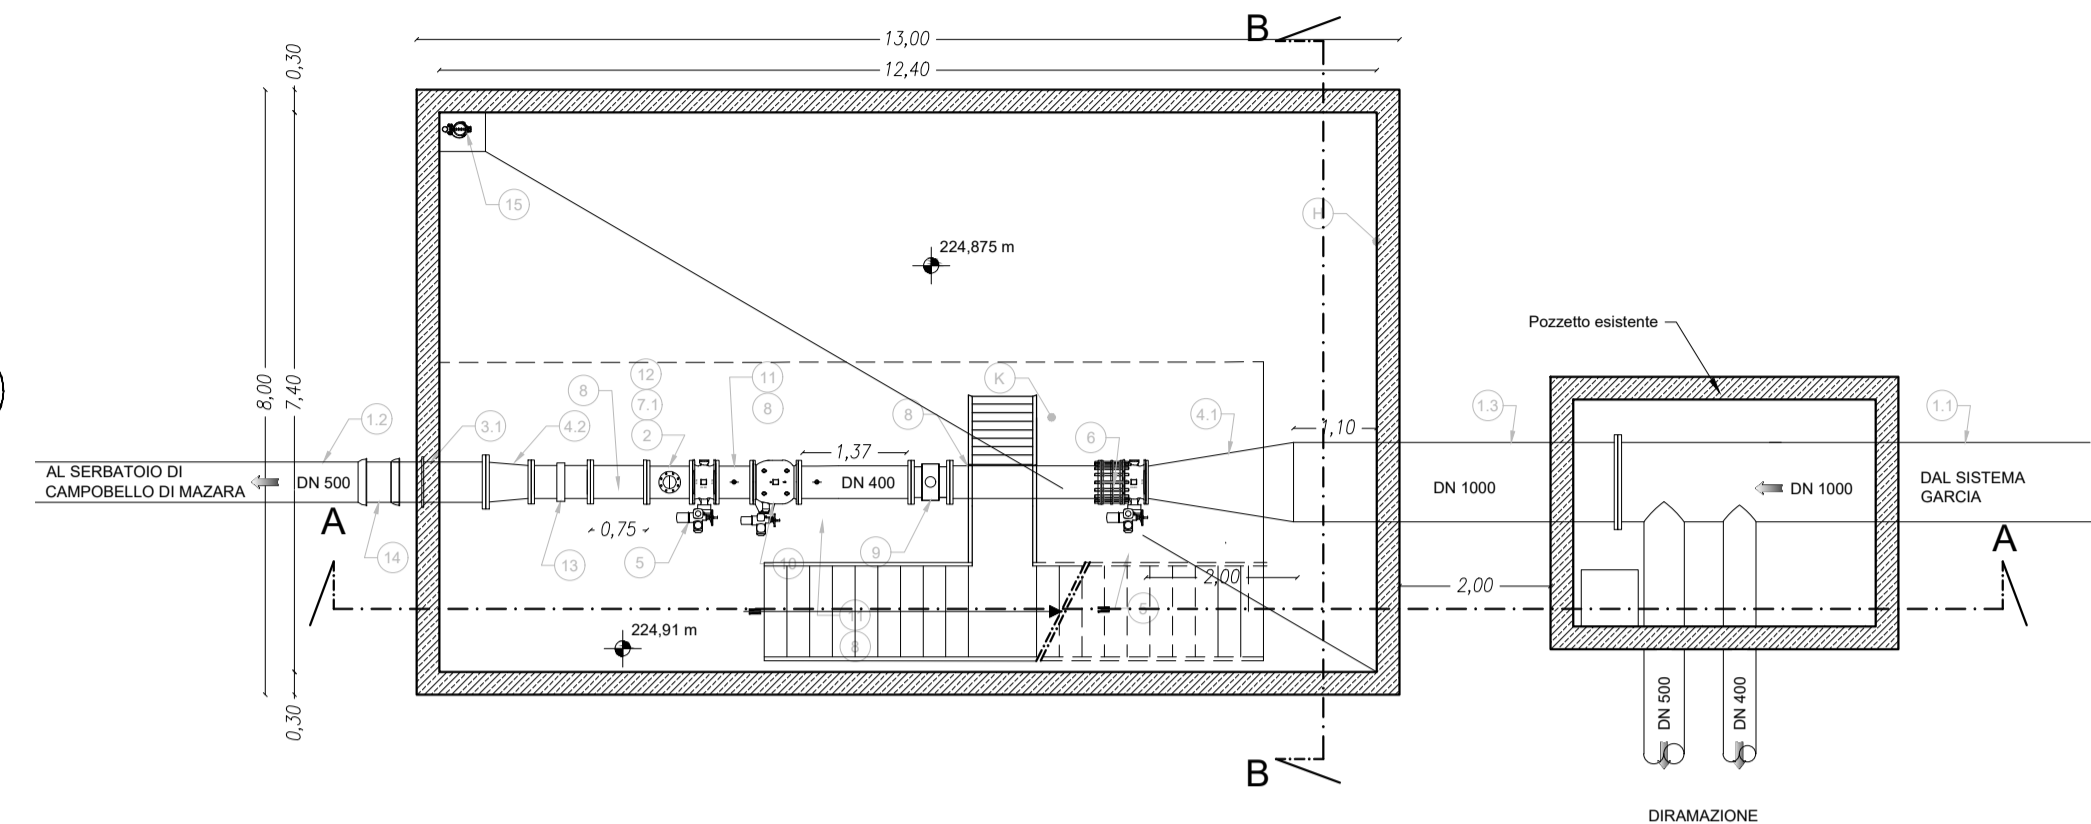 B
13,00
12,40
0,30
8,00
7,40
0,30
15
H
224,875 m
Pozzetto esistente
12
11
K
8
7.1
8
8
4.1
1.3
1.1
1.2
3.1
4.2
2
6
1,10
1,37
AL SERBATOIO DI
CAMPOBELLO DI MAZARA
DN 500
DN 400
DN 1000
DN 1000
DAL SISTEMA
GARCIA
A
A
0,75
14
13
5
10
9
2,00
2,00
5
11
8
224,91 m
DN 500
DN 400
B
DIRAMAZIONE